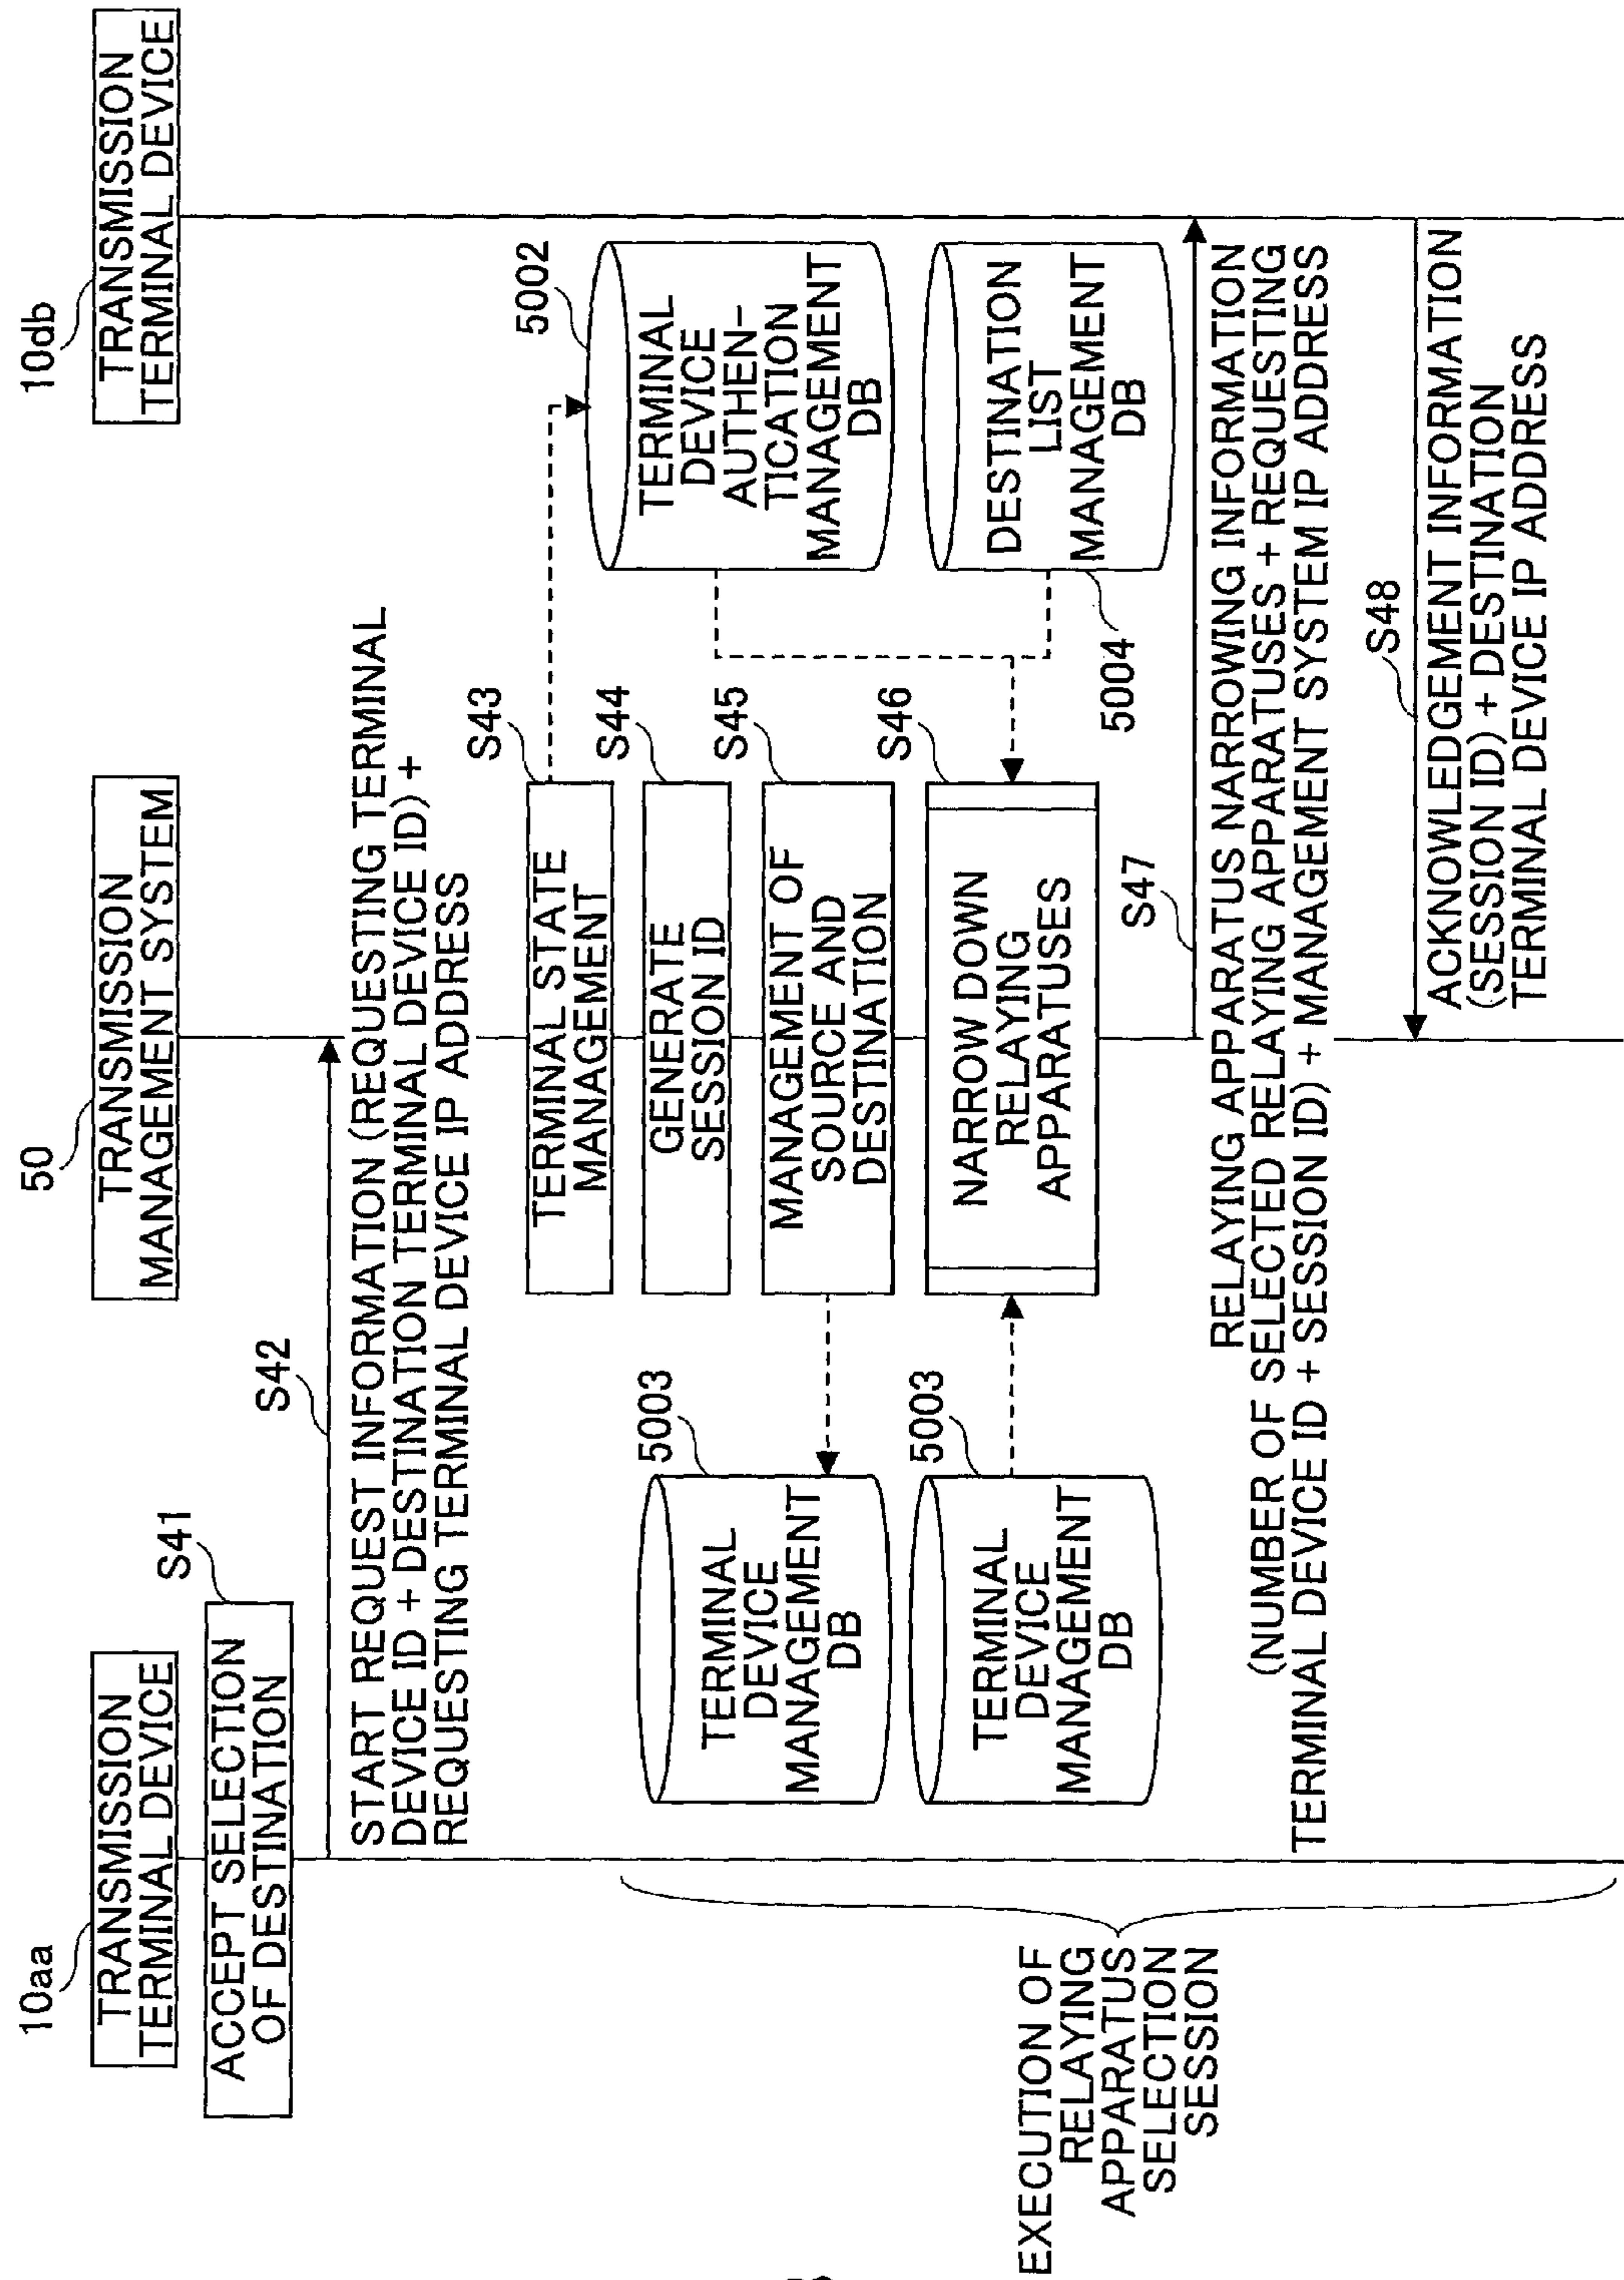 10aa
TRANSMISSION
TERMINAL DEVICE
50
TRANSMISSION
MANAGEMENT SYSTEM
10db
TRANSMISSION
TERMINAL DEVICE
S41
ACCEPT SELECTION
OF DESTINATION
S42
START REQUEST INFORMATION (REQUESTING TERMINAL
DEVICE ID + DESTINATION TERMINAL DEVICE ID) +
REQUESTING TERMINAL DEVICE IP ADDRESS
S43
TERMINAL STATE
MANAGEMENT
5002
TERMINAL
DEVICE
AUTHEN-
TICATION
MANAGEMENT
DB
S44
GENERATE
SESSION ID
S45
MANAGEMENT OF
SOURCE AND
DESTINATION
5003
TERMINAL
DEVICE
MANAGEMENT
DB
S46
NARROW DOWN
RELAYING
APPARATUSES
5003
TERMINAL
DEVICE
MANAGEMENT
DB
DESTINATION
LIST
MANAGEMENT
DB
5004
EXECUTION OF
RELAYING
APPARATUS
SELECTION
SESSION
S47
RELAYING APPARATUS NARROWING INFORMATION
(NUMBER OF SELECTED RELAYING APPARATUSES + REQUESTING
TERMINAL DEVICE ID + SESSION ID) + MANAGEMENT SYSTEM IP ADDRESS
S48
ACKNOWLEDGEMENT INFORMATION
(SESSION ID) + DESTINATION
TERMINAL DEVICE IP ADDRESS